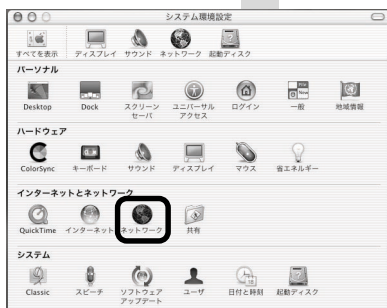 システム環境設定
すべてを表示 ディスプレイ サウンド ネットワーク 起動ディスク
パーソナル
Desktop Dock スクリーンセーバ ユニバーサルアクセス ログイン 一般 地域情報
ハードウェア
ColorSync キーボード サウンド ディスプレイ マウス 省エネルギー
インターネットとネットワーク
QuickTime インターネット ネットワーク 共有
システム
Classic スピーチ ソフトウェアアップデート ユーザ 日付と時刻 起動ディスク